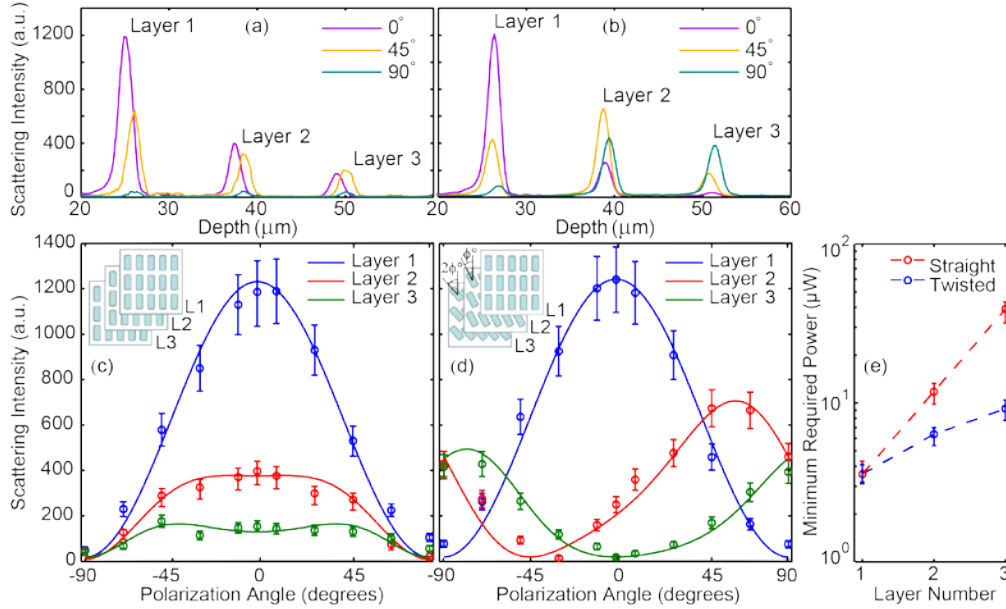 Scattering Intensity (a.u.)
1200
800
400
0
Layer 1
(a)
0°
45°
90°
Layer 2
Layer 3
20
30
40
50
Depth (μm)
Layer 1
(b)
0°
45°
90°
Layer 2
Layer 3
20
30
40
50
60
Depth (μm)
Scattering Intensity (a.u.)
1400
1200
1000
800
600
400
200
0
L1
L2
L3
(c)
Layer 1
Layer 2
Layer 3
-90
-45
0
45
Polarization Angle (degrees)
2ϕ°
ϕ°
L1
L2
L3
(d)
Layer 1
Layer 2
Layer 3
-90
-45
0
45
90
Polarization Angle (degrees)
Minimum Required Power (μW)
10²
10¹
10⁰
Straight
Twisted
(e)
1
2
3
Layer Number